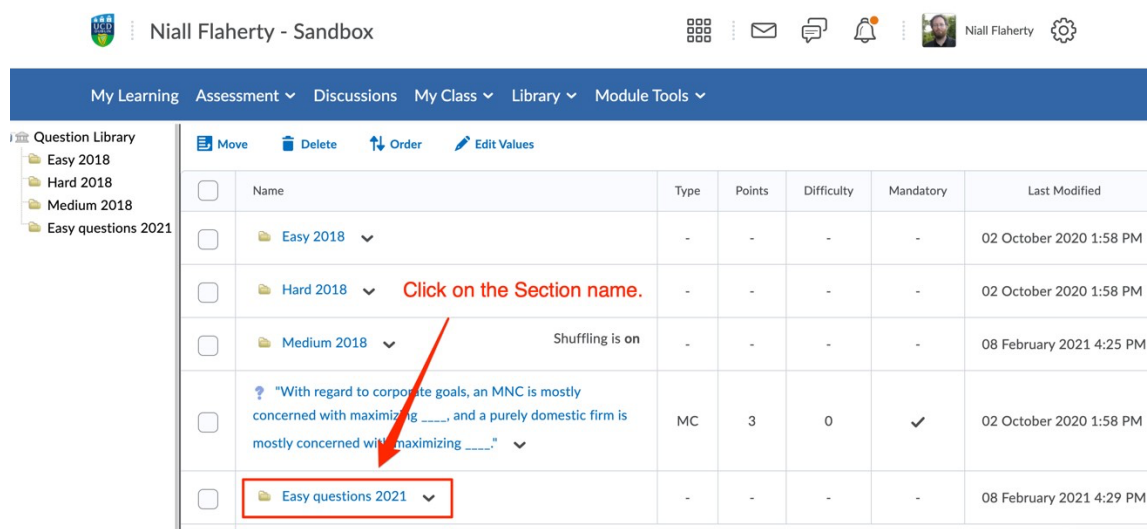 UCD
DUBLIN
Niall Flaherty - Sandbox
Niall Flaherty
My Learning Assessment Discussions My Class Library Module Tools
Question Library
Easy 2018
Hard 2018
Medium 2018
Easy questions 2021
Move Delete Order Edit Values
Name Type Points Difficulty Mandatory Last Modified
Easy 2018 - - - - 02 October 2020 1:58 PM
Hard 2018 - - - - 02 October 2020 1:58 PM
Click on the Section name.
Medium 2018 Shuffling is on - - - - 08 February 2021 4:25 PM
? "With regard to corporate goals, an MNC is mostly
concerned with maximizing ____, and a purely domestic firm is
mostly concerned with maximizing ____."
MC 3 0 02 October 2020 1:58 PM
Easy questions 2021 - - - - 08 February 2021 4:29 PM